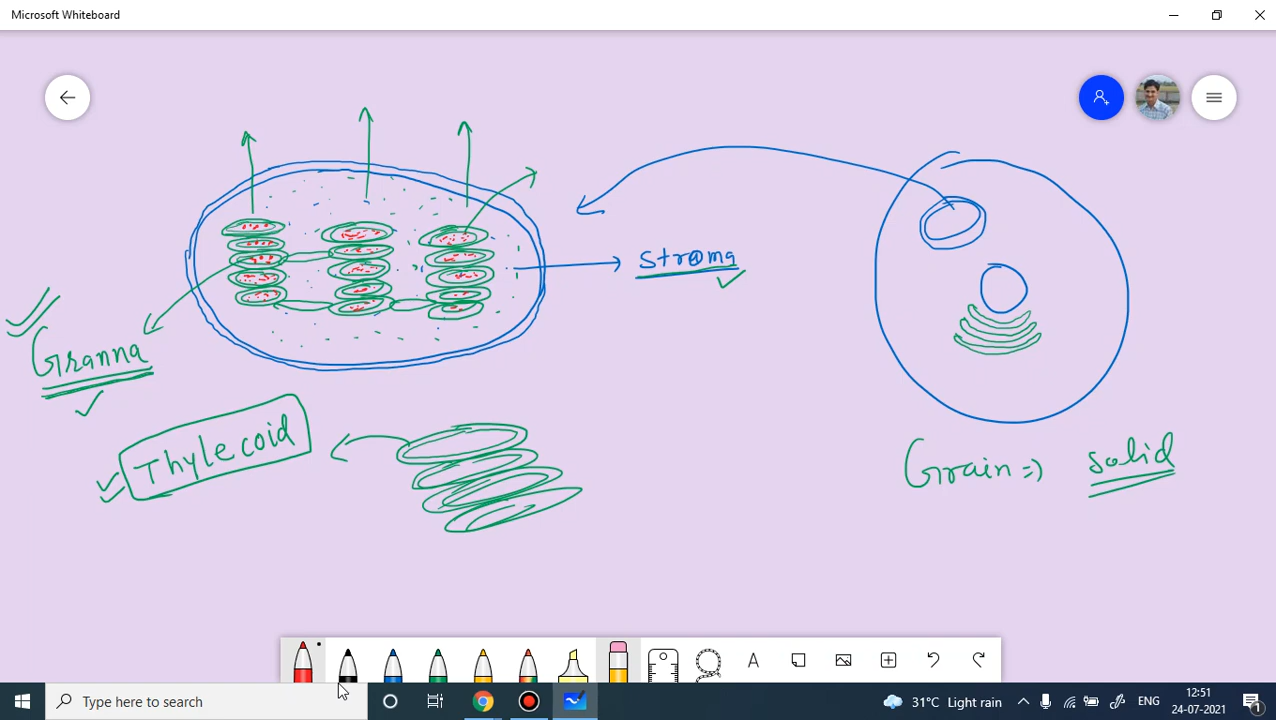 Microsoft Whiteboard
stroma
Granna
Thylecoid
Grain => solid
Type here to search
31°C Light rain
ENG
12:51
24-07-2021
1